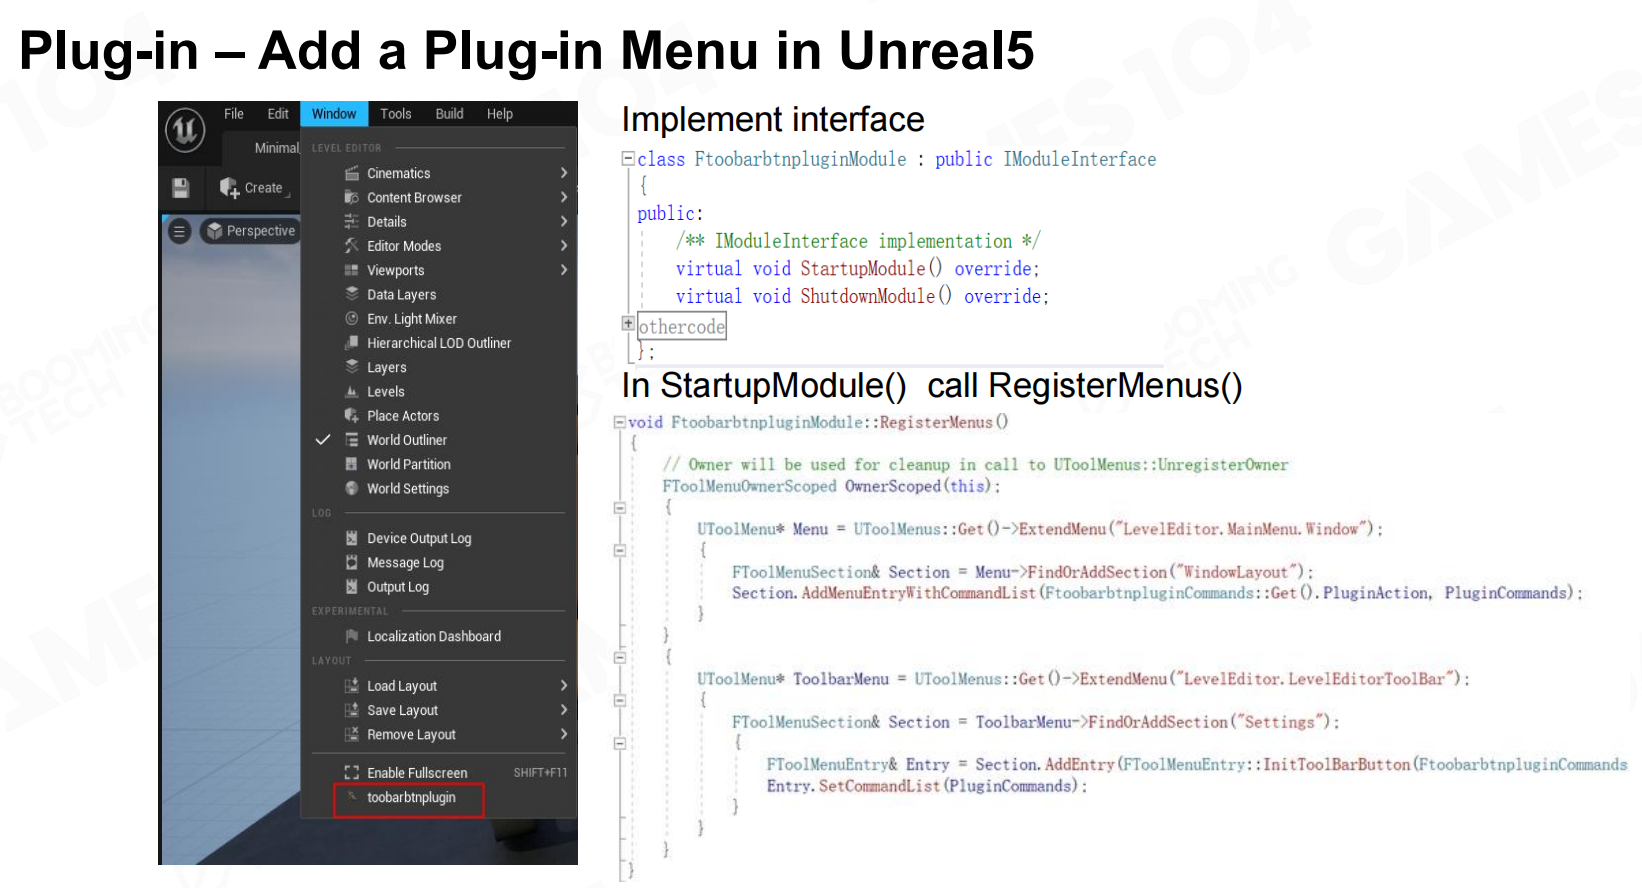 Plug-in – Add a Plug-in Menu in Unreal5
File Edit Window Tools Build Help
Minimal
LEVEL EDITOR
Create
Perspective
Cinematics
Content Browser
Details
Editor Modes
Viewports
Data Layers
Env. Light Mixer
Hierarchical LOD Outliner
Layers
Levels
Place Actors
World Outliner
World Partition
World Settings
LOG
Device Output Log
Message Log
Output Log
EXPERIMENTAL
Localization Dashboard
LAYOUT
Load Layout
Save Layout
Remove Layout
Enable Fullscreen SHIFT+F11
toobarbtnplugin
Implement interface
class FtoobarbtnpluginModule : public IModuleInterface
{
public:
/** IModuleInterface implementation */
virtual void StartupModule() override;
virtual void ShutdownModule() override;
othercode
};
In StartupModule() call RegisterMenus()
void FtoobarbtnpluginModule::RegisterMenus()
{
// Owner will be used for cleanup in call to UToolMenus::UnregisterOwner
FToolMenuOwnerScoped OwnerScoped(this);
{
UToolMenu* Menu = UToolMenus::Get()->ExtendMenu("LevelEditor.MainMenu.Window");
{
FToolMenuSection& Section = Menu->FindOrAddSection("WindowLayout");
Section.AddMenuEntryWithCommandList(FtoobarbtnpluginCommands::Get().PluginAction, PluginCommands);
}
}
{
UToolMenu* ToolbarMenu = UToolMenus::Get()->ExtendMenu("LevelEditor.LevelEditorToolBar");
{
FToolMenuSection& Section = ToolbarMenu->FindOrAddSection("Settings");
{
FToolMenuEntry& Entry = Section.AddEntry(FToolMenuEntry::InitToolBarButton(FtoobarbtnpluginCommands
Entry.SetCommandList(PluginCommands);
}
}
}
}
GAMES104
BOOMING
TECH